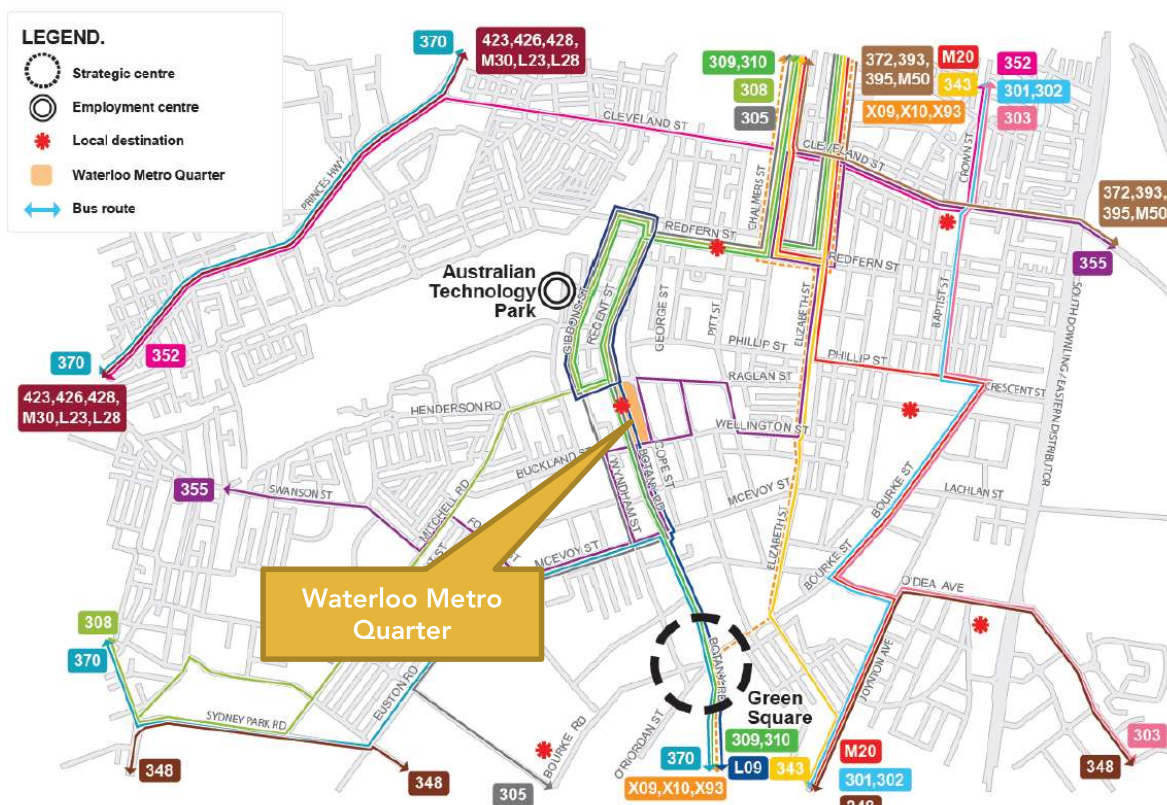 LEGEND.
Strategic centre
Employment centre
Local destination
Waterloo Metro Quarter
Bus route
370
423,426,428,
M30,L23,L28
309,310
308
305
372,393,
395,M50
M20
343
X09,X10,X93
352
301,302
303
CLEVELAND ST
CLEVELAND ST
CROWN ST
PRINCES HWY
CHALMERS ST
372,393,
395,M50
355
REDFERN ST
REDFERN ST
Australian
Technology
Park
GIBBONS ST
REGENT ST
GEORGE ST
PITT ST
ELIZABETH ST
BAPTIST ST
SOUTH DOWLING / EASTERN DISTRIBUTOR
PHILLIP ST
PHILLIP ST
RAGLAN ST
CRESCENT ST
370
352
423,426,428,
M30,L23,L28
HENDERSON RD
WELLINGTON ST
BUCKLAND ST
COPE ST
BOTANY RD
WYNDHAM ST
MCEVOY ST
BOURKE ST
LACHLAN ST
355
SWANSON ST
MITCHELL RD
MCEVOY ST
ELIZABETH ST
BOURKE ST
O'DEA AVE
Waterloo Metro
Quarter
308
370
SYDNEY PARK RD
EUSTON RD
BOTANY RD
JOYNTON AVE
Green
Square
O'RIORDAN ST
BOURKE RD
348
348
305
370
309,310
L09
343
X09,X10,X93
M20
301,302
348
303
348